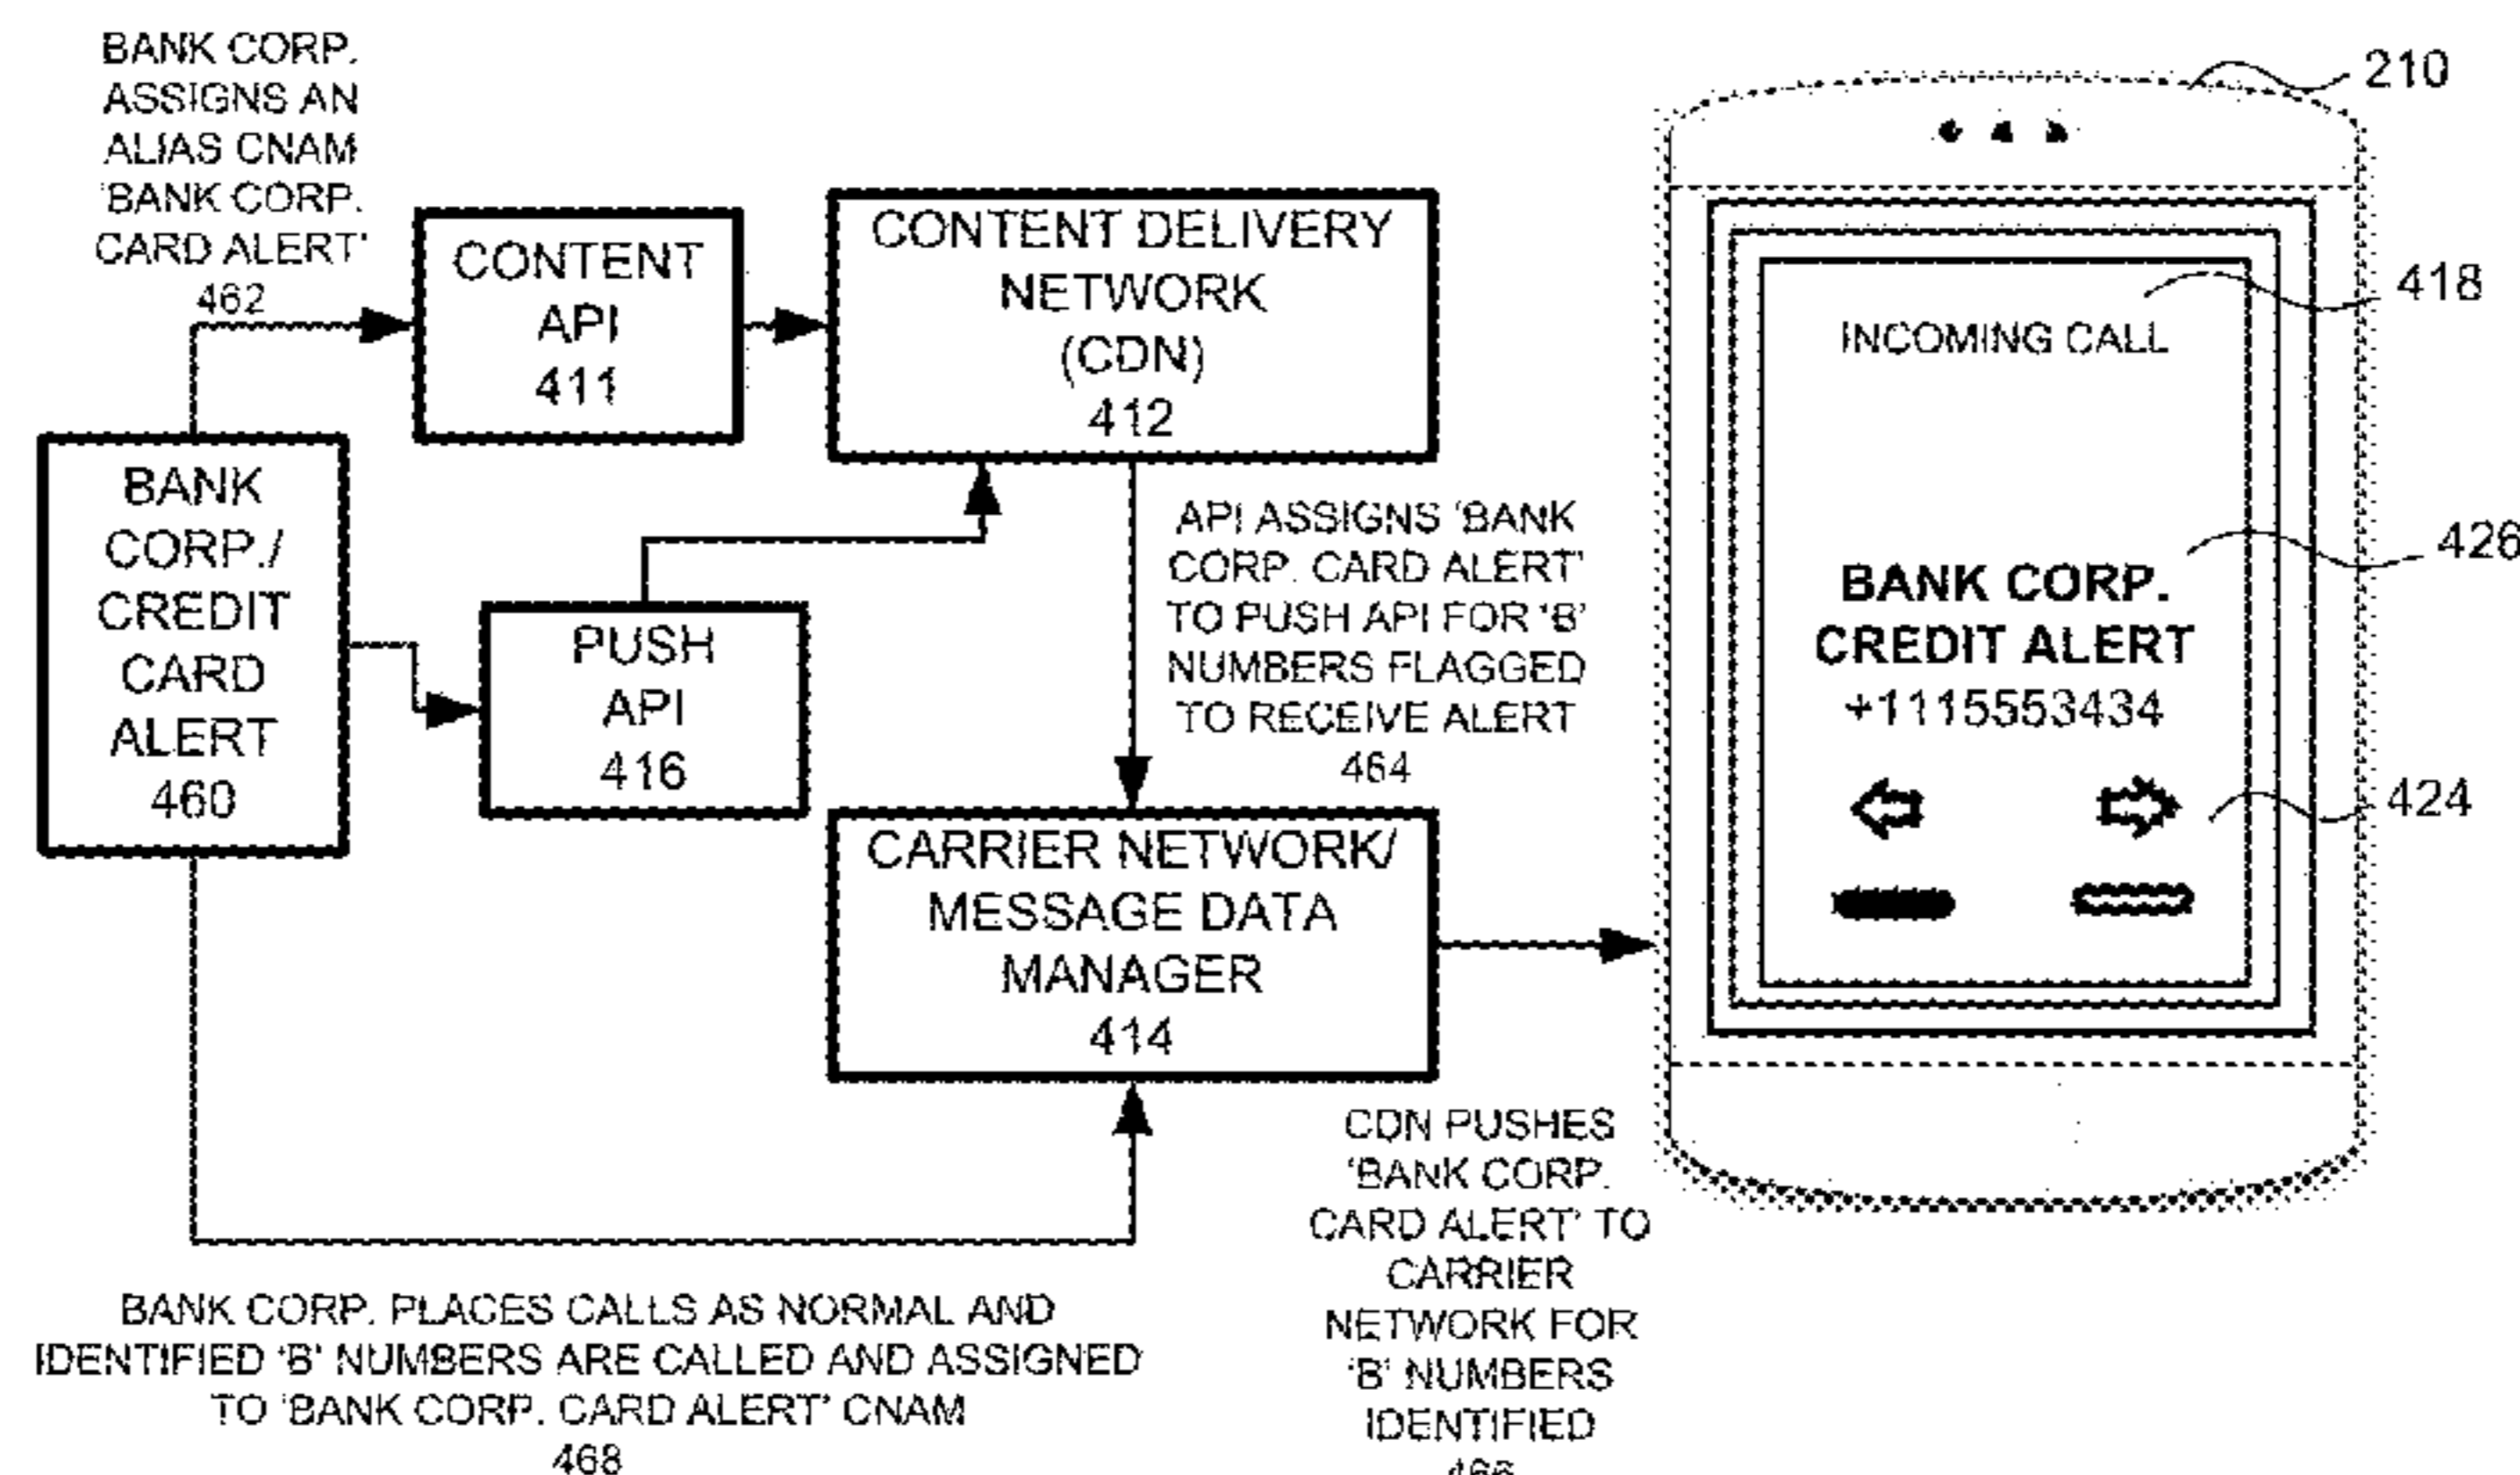 BANK CORP.
ASSIGNS AN
ALIAS CNAM
'BANK CORP.
CARD ALERT'
462
CONTENT
API
411
CONTENT DELIVERY
NETWORK
(CDN)
412
BANK
CORP./
CREDIT
CARD
ALERT
460
PUSH
API
416
API ASSIGNS 'BANK
CORP. CARD ALERT'
TO PUSH API FOR 'B'
NUMBERS FLAGGED
TO RECEIVE ALERT
464
CARRIER NETWORK/
MESSAGE DATA
MANAGER
414
210
418
INCOMING CALL
426
BANK CORP.
CREDIT ALERT
+1115553434
424
CDN PUSHES
'BANK CORP.
CARD ALERT' TO
CARRIER
NETWORK FOR
'B' NUMBERS
IDENTIFIED
466
BANK CORP. PLACES CALLS AS NORMAL AND
IDENTIFIED 'B' NUMBERS ARE CALLED AND ASSIGNED
TO 'BANK CORP. CARD ALERT' CNAM
468